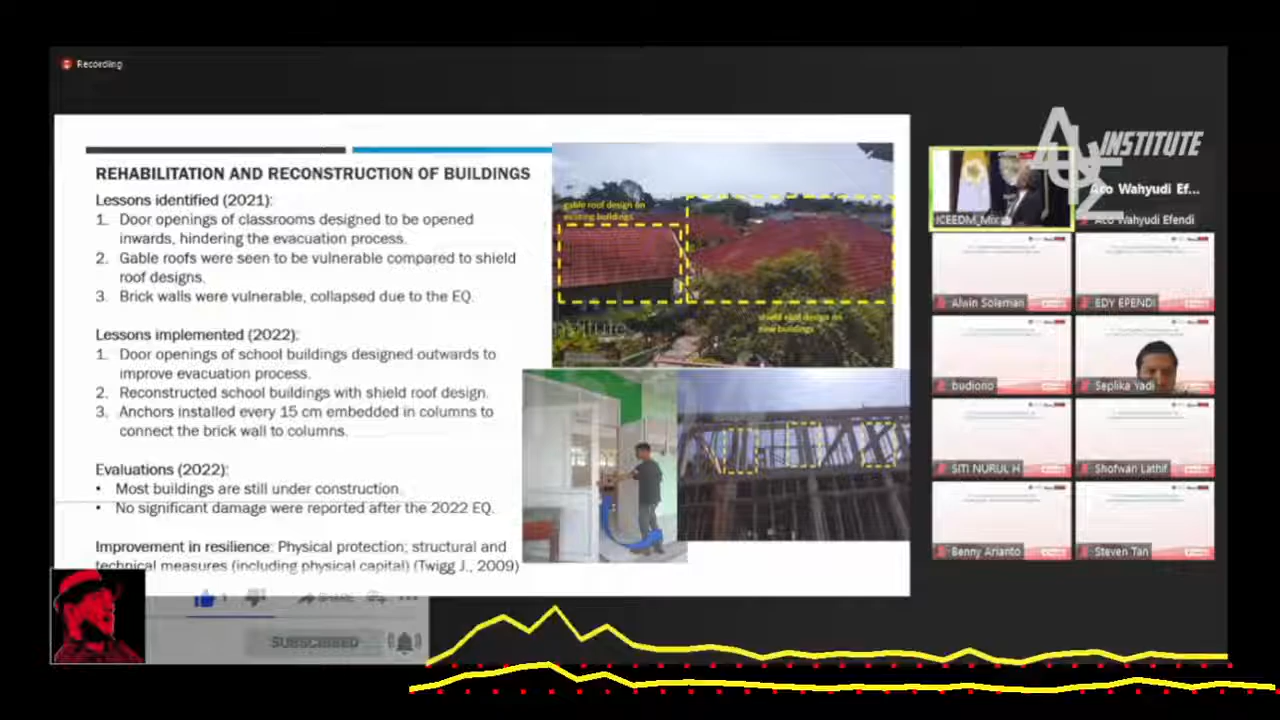 Recording
REHABILITATION AND RECONSTRUCTION OF BUILDINGS
Lessons identified (2021):
1. Door openings of classrooms designed to be opened
inwards, hindering the evacuation process.
2. Gable roofs were seen to be vulnerable compared to shield
roof designs.
3. Brick walls were vulnerable, collapsed due to the EQ.
Lessons implemented (2022):
1. Door openings of school buildings designed outwards to
improve evacuation process.
2. Reconstructed school buildings with shield roof design.
3. Anchors installed every 15 cm embedded in columns to
connect the brick wall to columns.
Evaluations (2022):
• Most buildings are still under construction.
• No significant damage were reported after the 2022 EQ.
Improvement in resilience: Physical protection; structural and
technical measures (including physical capital) (Twigg J., 2009)
gable roof design on
existing buildings
shield roof design on
new buildings
INSTITUTE
Aco Wahyudi Ef...
Aco Wahyudi Efendi
Alwin Soleman
EDY EPENDI
budiono
Seplika Yadi
SITI NURUL H
Shofwan Lathif
Benny Arianto
Steven Tan
1
SHARE
SUBSCRIBED